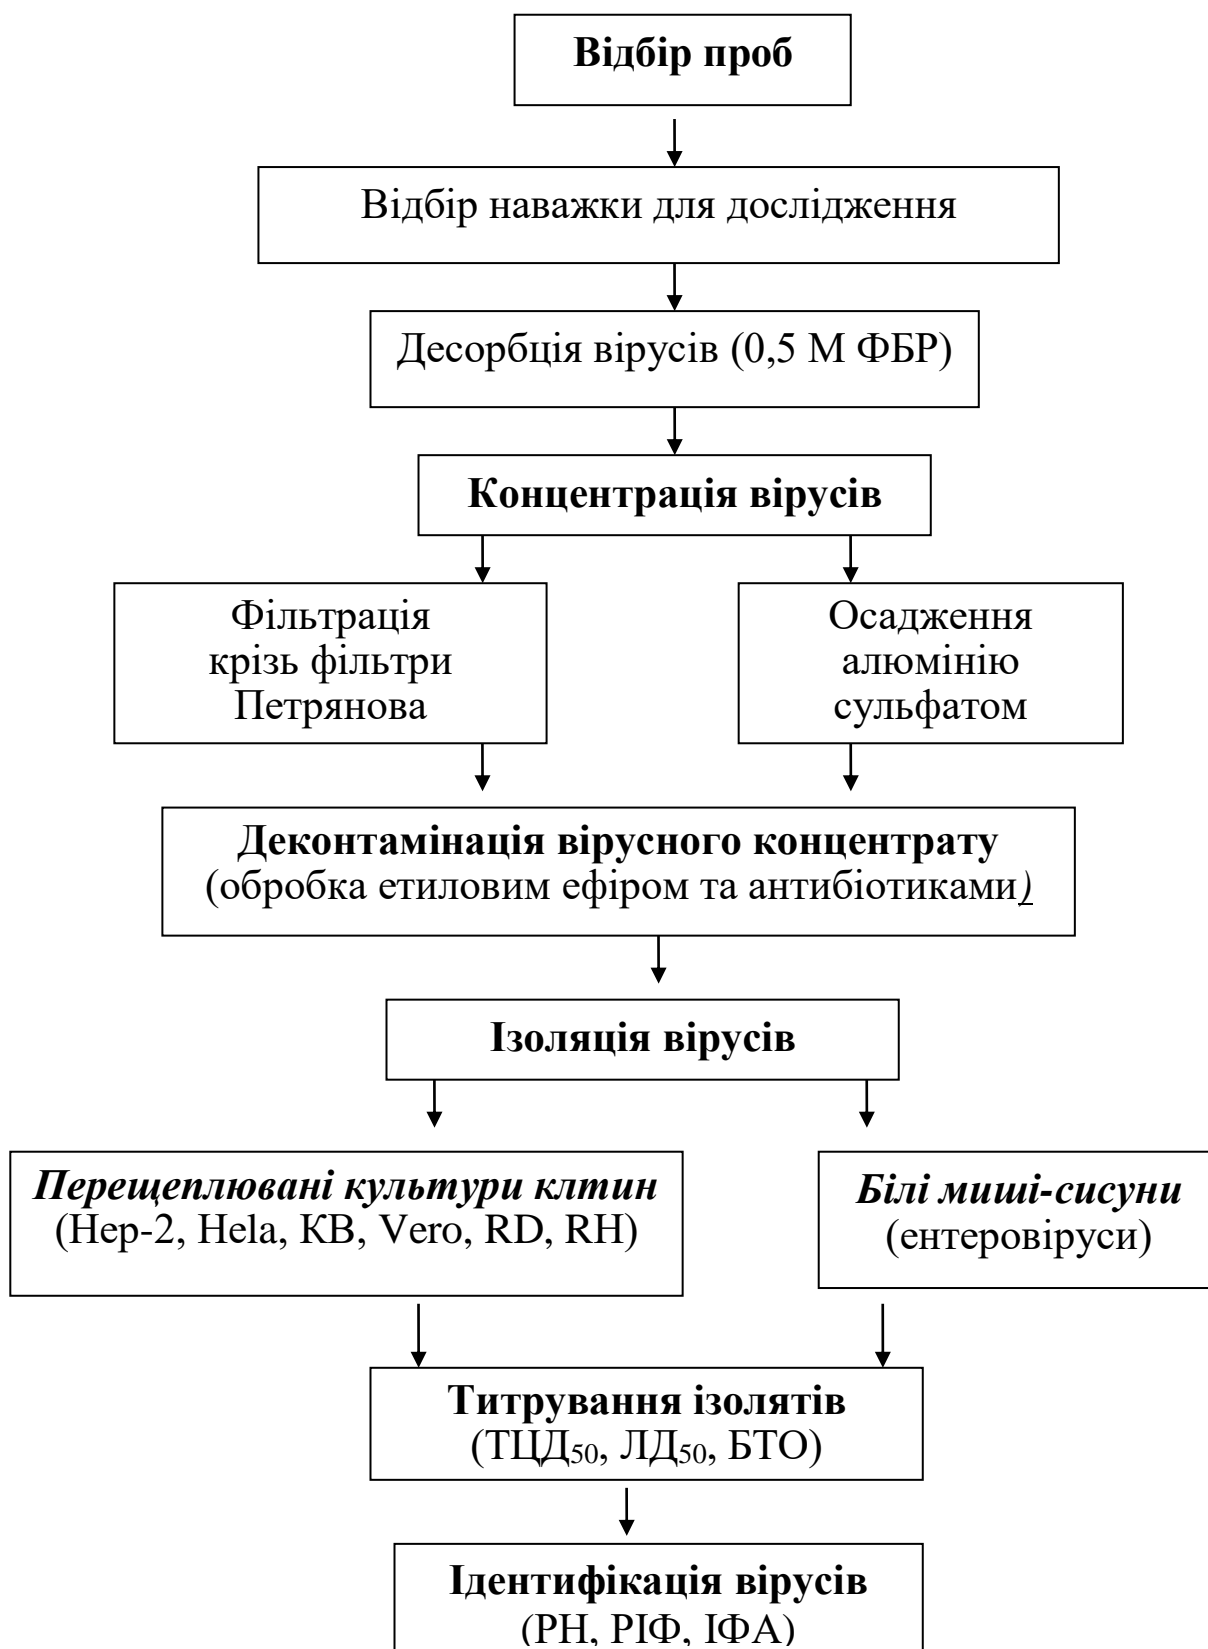 Відбір проб
Відбір наважки для дослідження
Десорбція вірусів (0,5 М ФБР)
Концентрація вірусів
Фільтрація
крізь фільтри
Петрянова
Осадження
алюмінію
сульфатом
Деконтамінація вірусного концентрату
(обробка етиловим ефіром та антибіотиками)
Ізоляція вірусів
Перещеплювані культури клтин
(Hep-2, Hela, KB, Vero, RD, RH)
Білі миші-сисуни
(ентеровіруси)
Титрування ізолятів
(ТЦД₅₀, ЛД₅₀, БТО)
Ідентифікація вірусів
(РН, РІФ, ІФА)